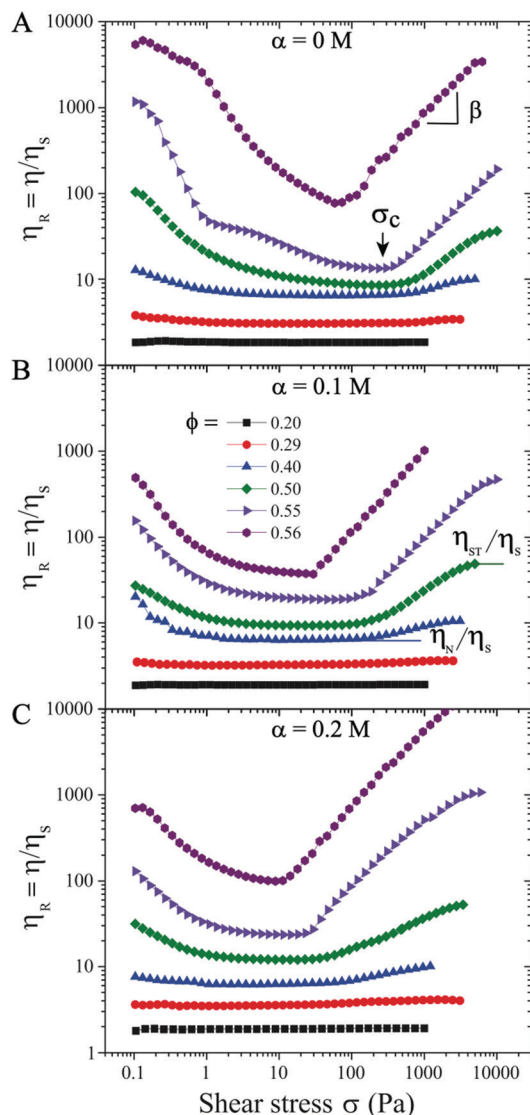 A
α = 0 M
η_R = η/η_S
10000
1000
100
10
β
σ_C
B
α = 0.1 M
η_R = η/η_S
10000
1000
100
10
ϕ =
0.20
0.29
0.40
0.50
0.55
0.56
η_ST/η_S
η_N/η_S
C
α = 0.2 M
η_R = η/η_S
10000
1000
100
10
1
0.1 1 10 100 1000 10000
Shear stress σ (Pa)